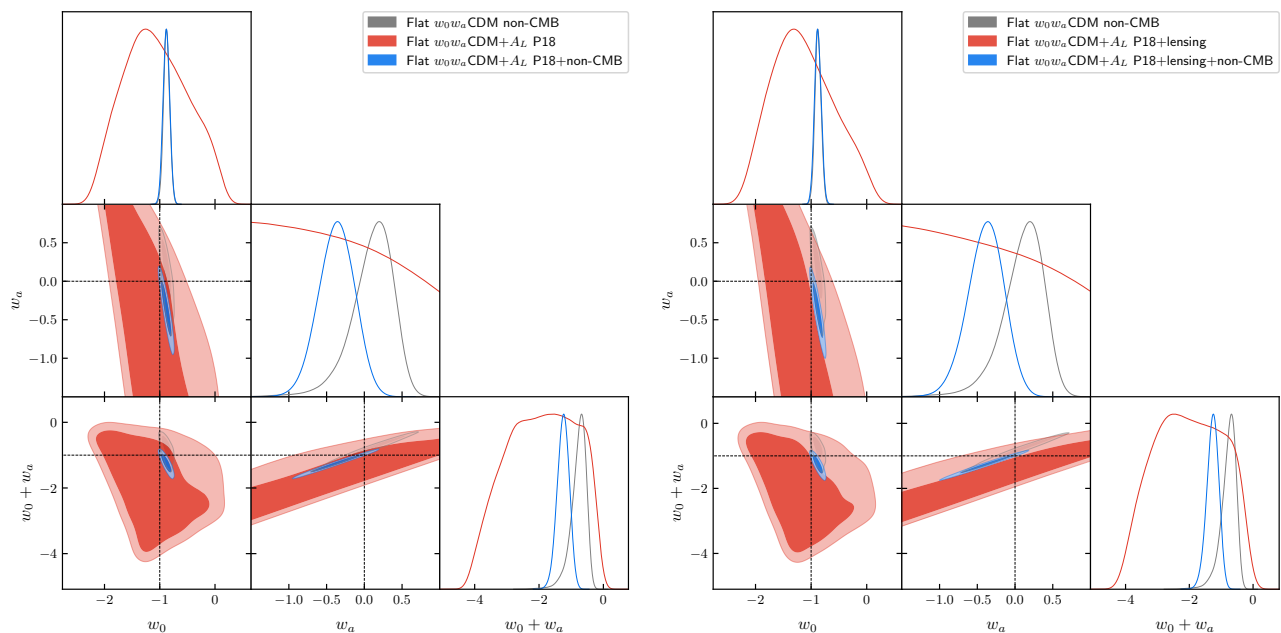 Flat w₀wₐCDM non-CMB
Flat w₀wₐCDM+A_L P18
Flat w₀wₐCDM+A_L P18+non-CMB
0.5
0.0
−0.5
−1.0
wₐ
0
−2
−4
w₀ + wₐ
−2 −1 0
w₀
−1.0 −0.5 0.0 0.5
wₐ
−4 −2 0
w₀ + wₐ
Flat w₀wₐCDM non-CMB
Flat w₀wₐCDM+A_L P18+lensing
Flat w₀wₐCDM+A_L P18+lensing+non-CMB
0.5
0.0
−0.5
−1.0
wₐ
0
−2
−4
w₀ + wₐ
−2 −1 0
w₀
−1.0 −0.5 0.0 0.5
wₐ
−4 −2 0
w₀ + wₐ